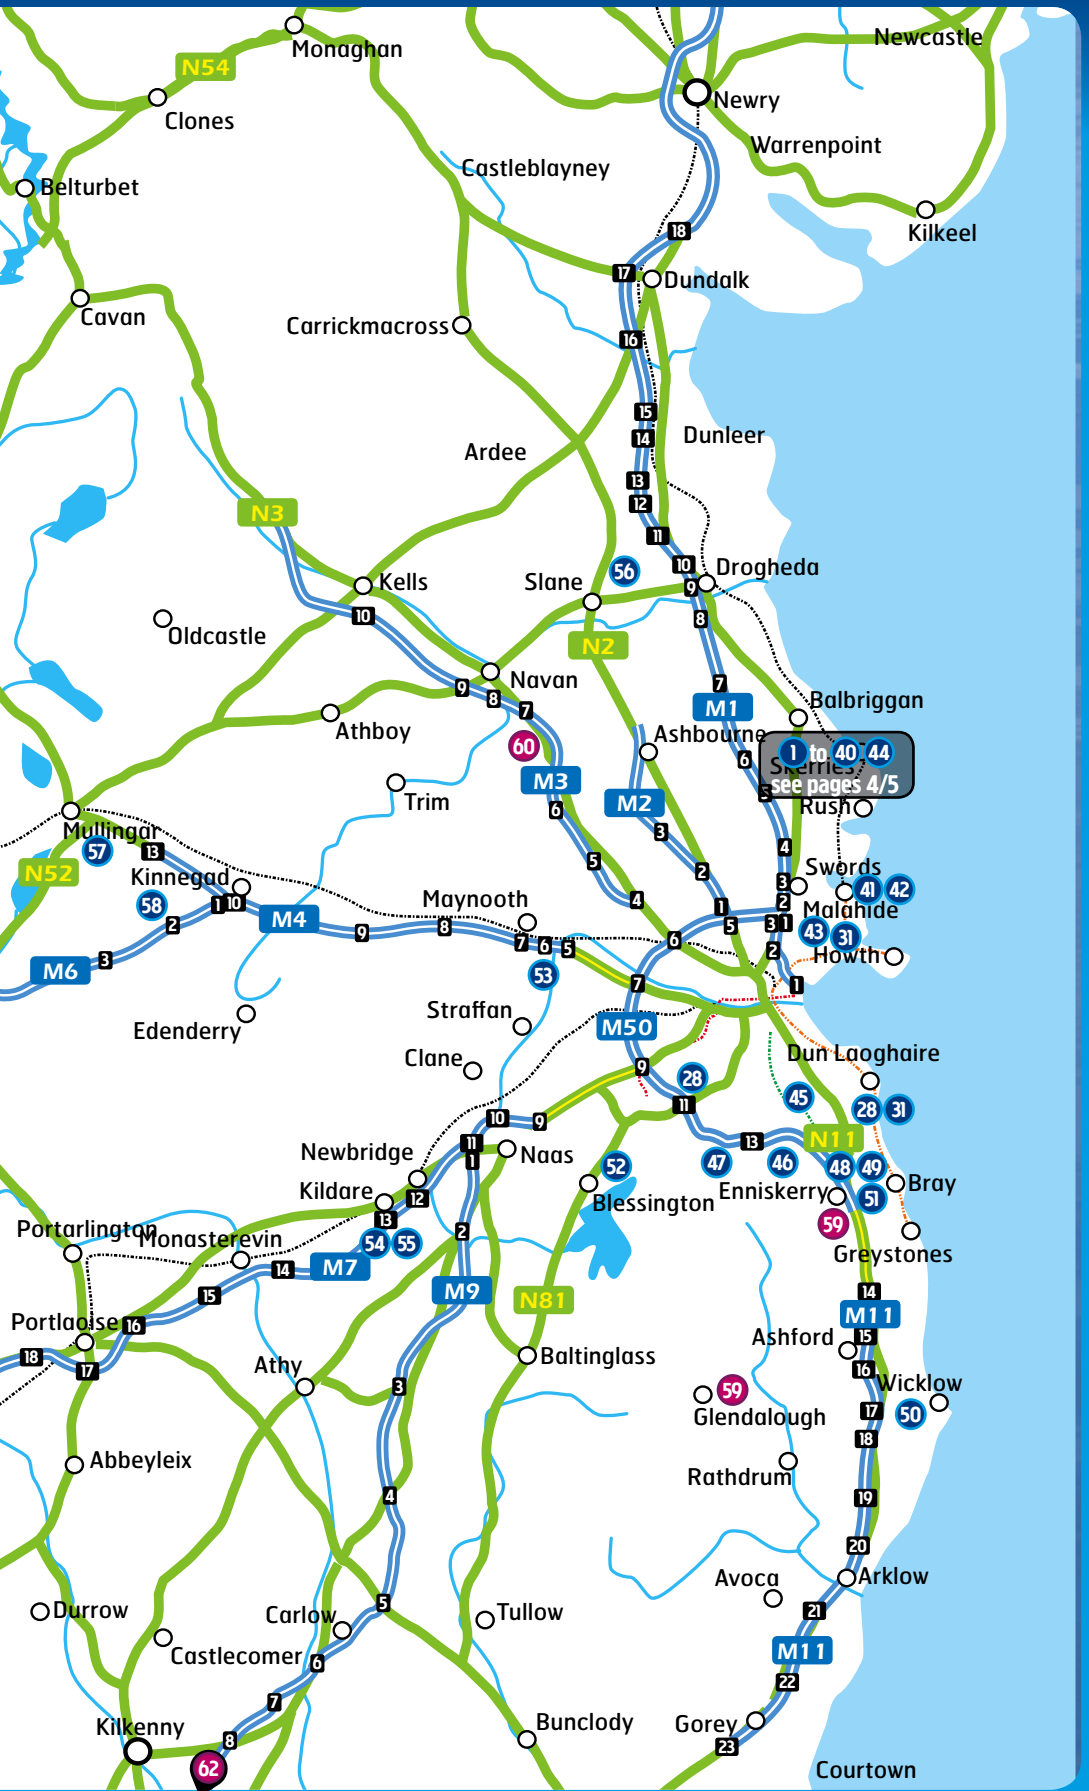 Newcastle
Monaghan
N54
Newry
Clones
Warrenpoint
Castleblayney
Belturbet
Kilkeel
18
17
Dundalk
Cavan
Carrickmacross
16
15
14
Dunleer
Ardee
13
12
N3
11
10
Drogheda
56
Kells
Slane
9
10
8
Oldcastle
N2
Navan
7
9
8
7
M1
Balbriggan
Athboy
Ashbourne
60
6
1 to 40 44
Skerries
see pages 4/5
M3
5
Trim
M2
6
Rush
Mullingar
3
57
13
4
5
Swords
N52
Kinnegad
2
3
41 42
58
1
10
Maynooth
4
1
2
Malahide
M4
2
9
8
5
3
1
43
31
7
6
5
6
2
Howth
3
M6
53
7
1
Edenderry
Straffan
M50
Clane
Dun Laoghaire
9
28
45
28 31
11
10
9
N11
11
13
Newbridge
1
Naas
47
46
48 49
52
Kildare
12
Blessington
Enniskerry
51
Bray
13
59
Portarlington
Monasterevin
54 55
2
Greystones
14
M7
15
M9
N81
14
M11
Portlaoise
16
15
Ashford
18
17
Baltinglass
16
Athy
3
59
Wicklow
Glendalough
17
50
18
Abbeyleix
Rathdrum
4
19
20
Avoca
Arklow
Durrow
5
Carlow
Tullow
21
Castlecomer
6
M11
22
7
Kilkenny
8
Bunclody
Gorey
23
62
Courtown